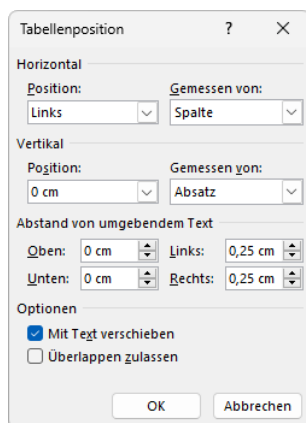 Tabellenposition ?
Horizontal
Position: Gemessen von:
Links Spalte
Vertikal
Position: Gemessen von:
0 cm Absatz
Abstand von umgebendem Text
Oben: 0 cm Links: 0,25 cm
Unten: 0 cm Rechts: 0,25 cm
Optionen
Mit Text verschieben
Überlappen zulassen
OK Abbrechen